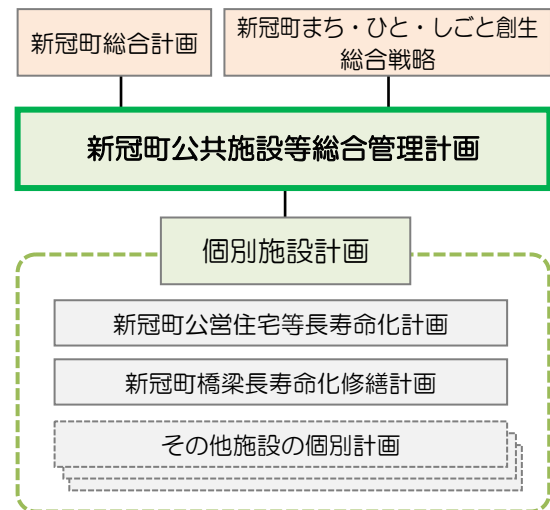 新冠町総合計画
新冠町まち・ひと・しごと創生
総合戦略
新冠町公共施設等総合管理計画
個別施設計画
新冠町公営住宅等長寿命化計画
新冠町橋梁長寿命化修繕計画
その他施設の個別計画